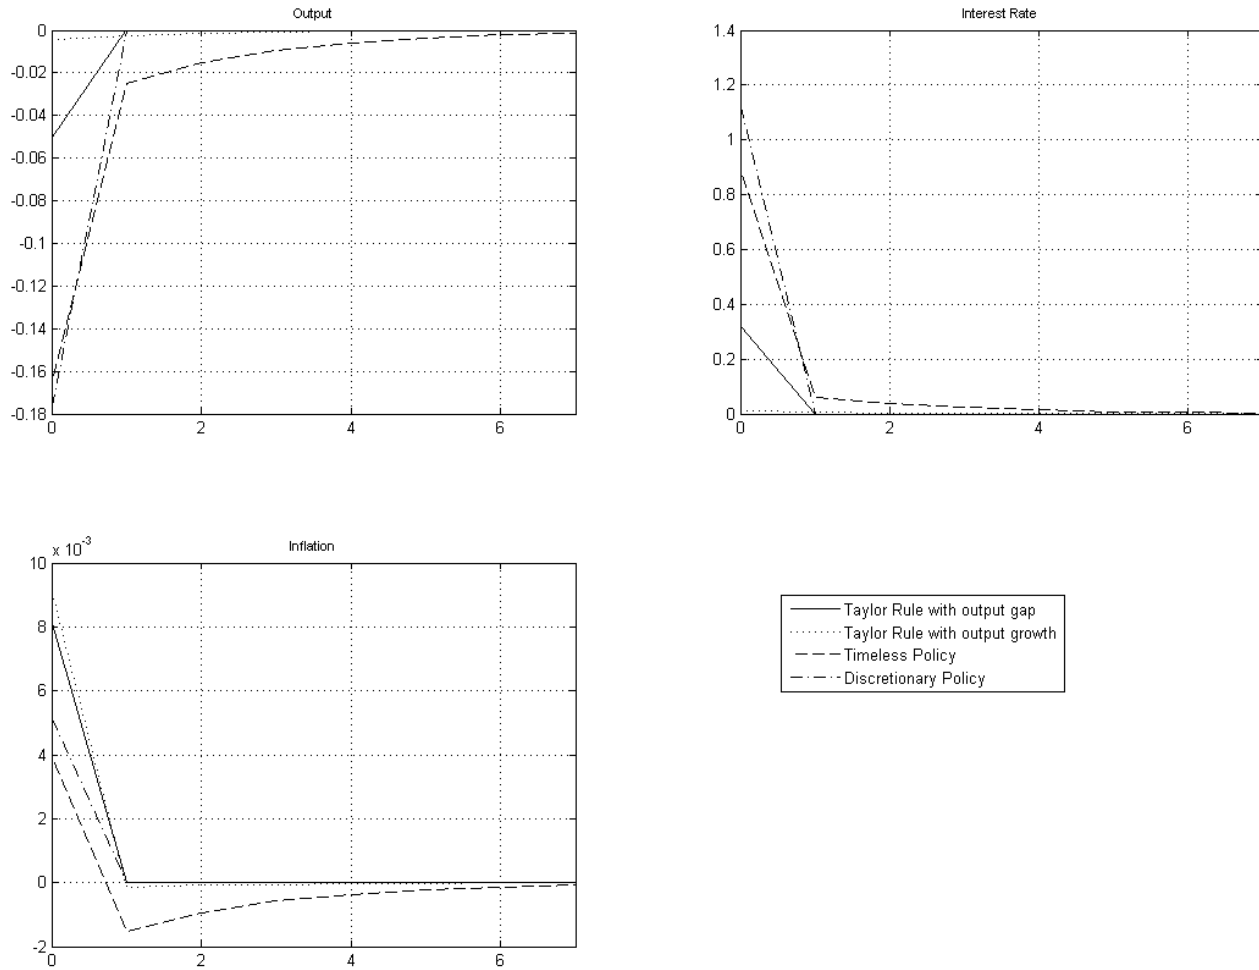 Output
0
-0.02
-0.04
-0.06
-0.08
-0.1
-0.12
-0.14
-0.16
-0.18
0 2 4 6
Interest Rate
1.4
1.2
1
0.8
0.6
0.4
0.2
0
0 2 4 6
Inflation
x 10^-3
10
8
6
4
2
0
-2
0 2 4 6
Taylor Rule with output gap
Taylor Rule with output growth
Timeless Policy
Discretionary Policy